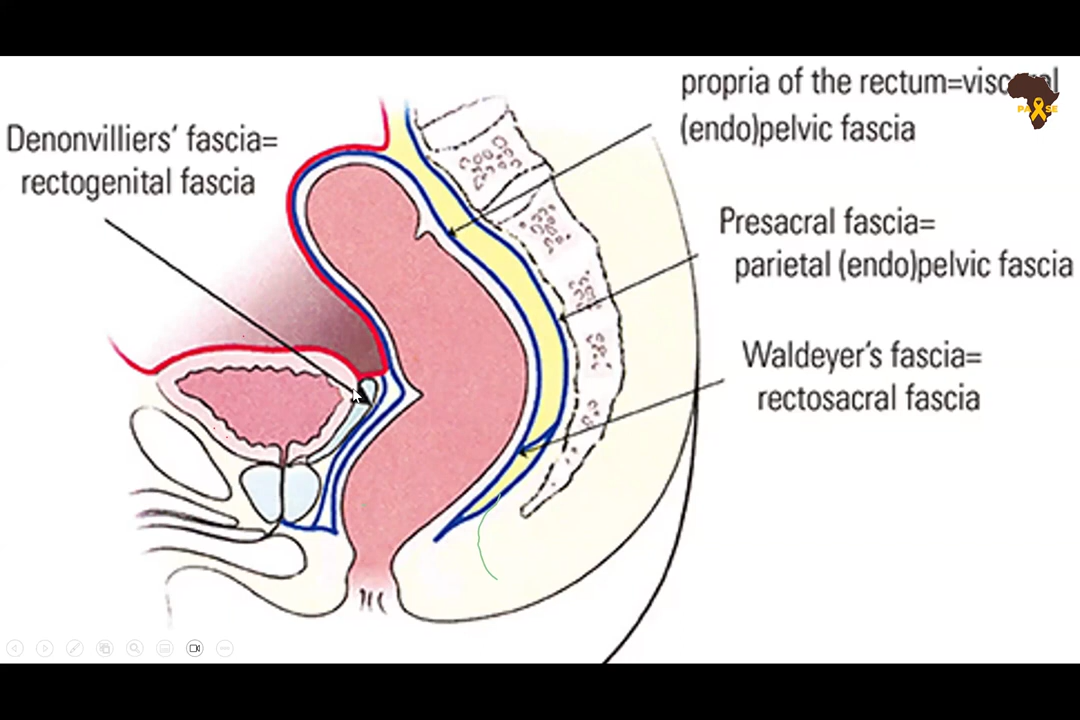 propria of the rectum=
(endo)pelvic fascia
Denonvilliers' fascia=
rectogenital fascia
Presacral fascia=
parietal (endo)pelvic fascia
Waldeyer's fascia=
rectosacral fascia